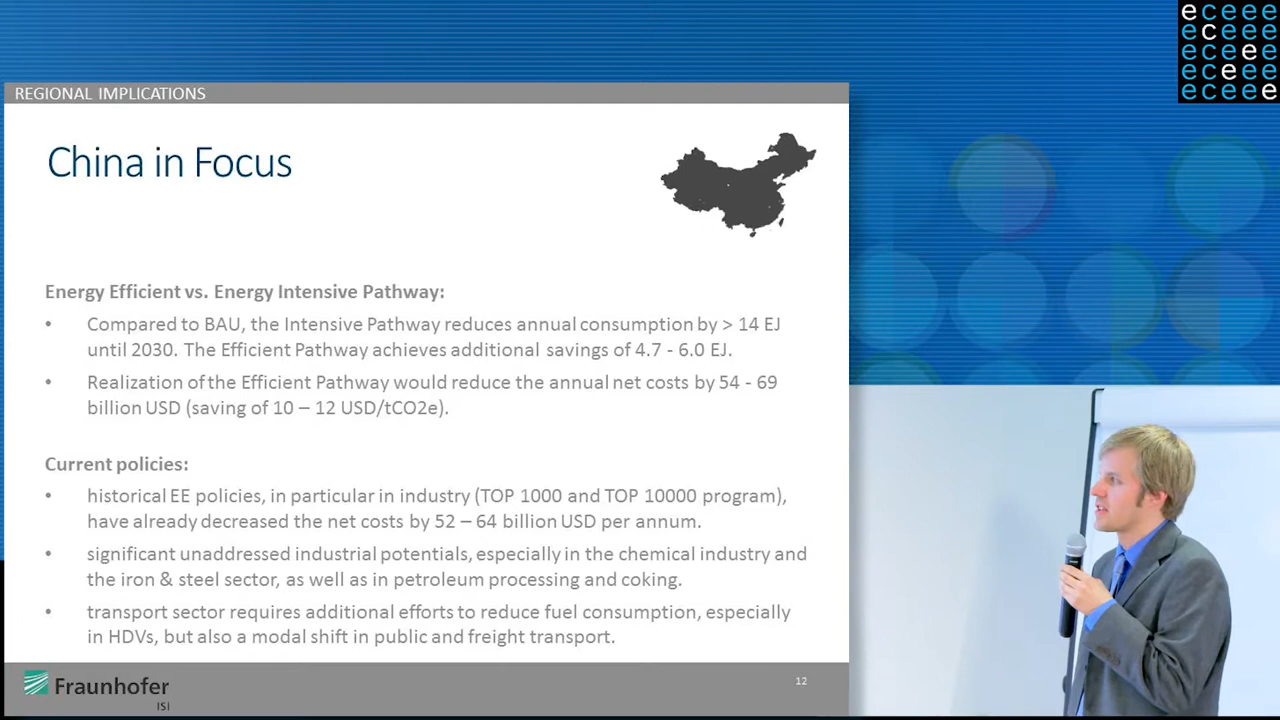 eceee
eceee
eceee
eceee
eceee
REGIONAL IMPLICATIONS
China in Focus
Energy Efficient vs. Energy Intensive Pathway:
• Compared to BAU, the Intensive Pathway reduces annual consumption by > 14 EJ
until 2030. The Efficient Pathway achieves additional savings of 4.7 - 6.0 EJ.
• Realization of the Efficient Pathway would reduce the annual net costs by 54 - 69
billion USD (saving of 10 – 12 USD/tCO2e).
Current policies:
• historical EE policies, in particular in industry (TOP 1000 and TOP 10000 program),
have already decreased the net costs by 52 – 64 billion USD per annum.
• significant unaddressed industrial potentials, especially in the chemical industry and
the iron & steel sector, as well as in petroleum processing and coking.
• transport sector requires additional efforts to reduce fuel consumption, especially
in HDVs, but also a modal shift in public and freight transport.
Fraunhofer
ISI
12